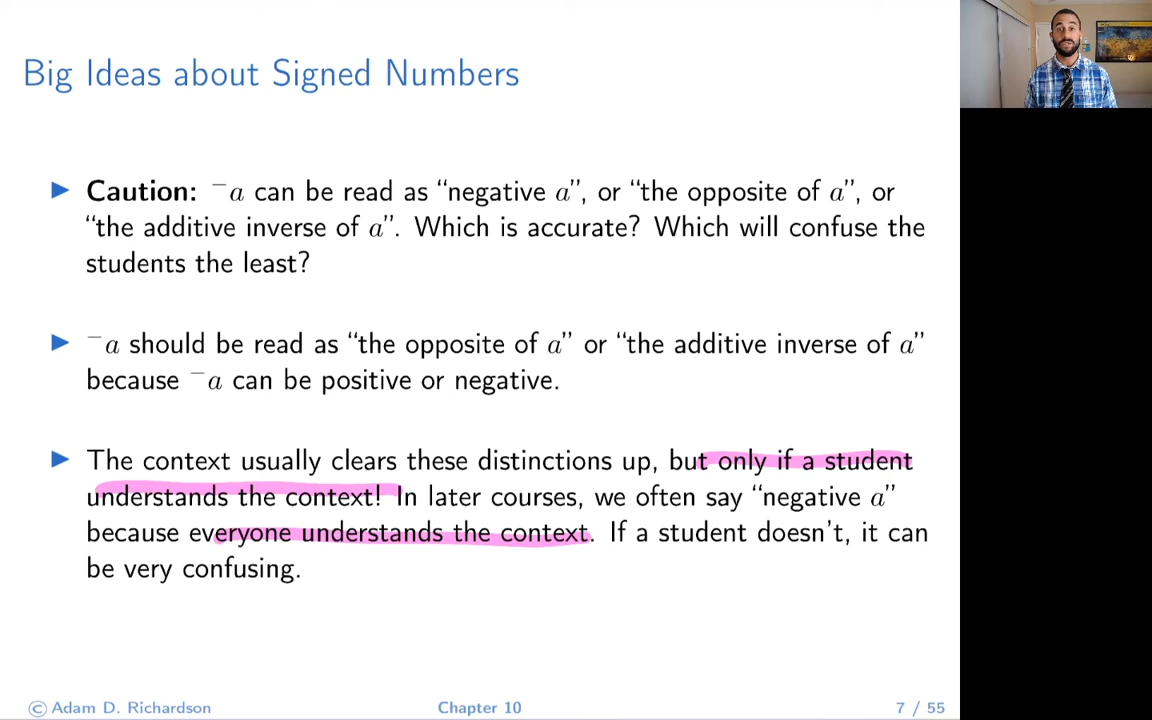 Big Ideas about Signed Numbers
▶ Caution: ⁻a can be read as “negative a”, or “the opposite of a”, or
“the additive inverse of a”. Which is accurate? Which will confuse the
students the least?
▶ ⁻a should be read as “the opposite of a” or “the additive inverse of a”
because ⁻a can be positive or negative.
▶ The context usually clears these distinctions up, but only if a student
understands the context! In later courses, we often say “negative a”
because everyone understands the context. If a student doesn’t, it can
be very confusing.
© Adam D. Richardson Chapter 10 7 / 55